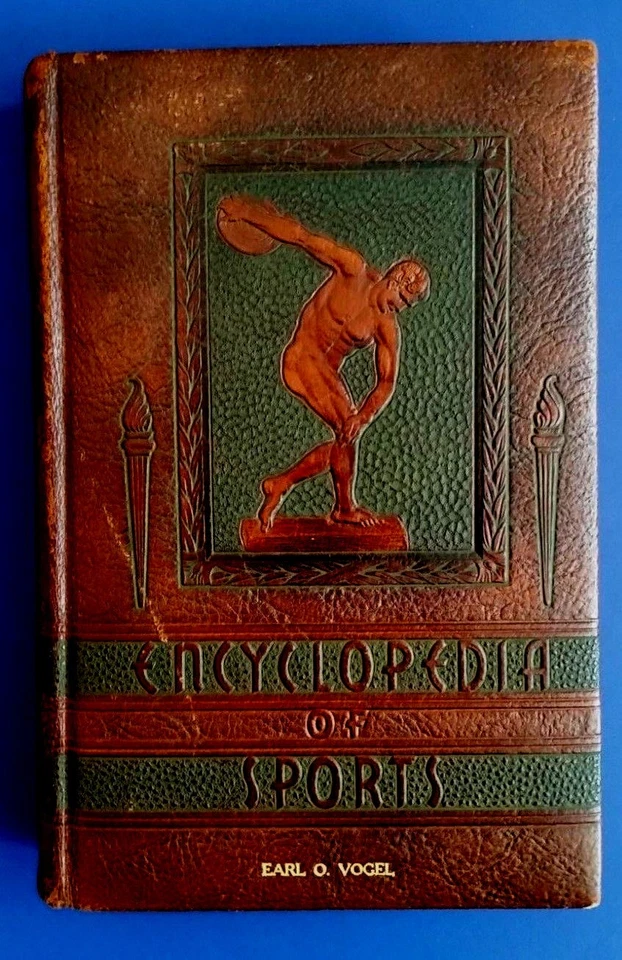 ENCYCLOPEDIA
OF
SPORTS
EARL O. VOGEL